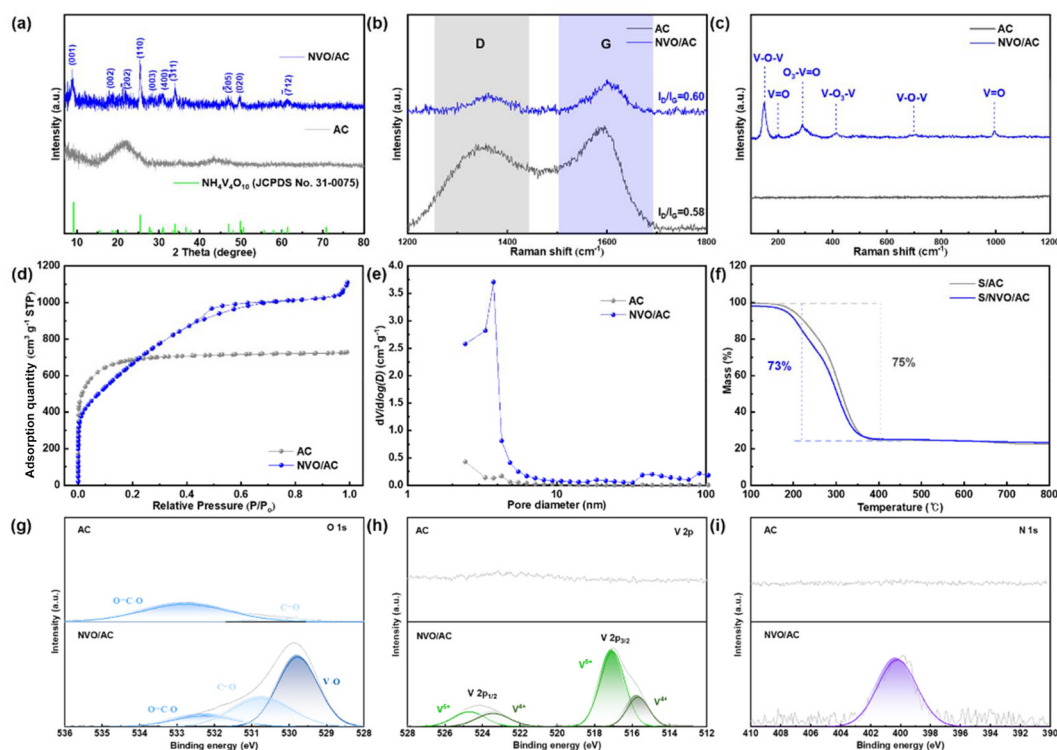 (a)
(001)
(002)
(202)
(110)
(003)
(400)
(311)
(205)
(020)
(712)
NVO/AC
AC
NH₄V₄O₁₀ (JCPDS No. 31-0075)
Intensity (a.u.)
10 20 30 40 50 60 70 80
2 Theta (degree)
(b)
AC
NVO/AC
D
G
I_D/I_G=0.60
I_D/I_G=0.58
Intensity (a.u.)
1200 1400 1600 1800
Raman shift (cm⁻¹)
(c)
AC
NVO/AC
V-O-V
V=O
O₃-V=O
V-O₃-V
V-O-V
V=O
Intensity (a.u.)
200 400 600 800 1000 1200
Raman shift (cm⁻¹)
(d)
1200
1000
800
600
400
200
0
Adsorption quantity (cm³ g⁻¹ STP)
AC
NVO/AC
0.0 0.2 0.4 0.6 0.8 1.0
Relative Pressure (P/P₀)
(e)
4.0
3.5
3.0
2.5
2.0
1.5
1.0
0.5
0.0
dV/dlog(D) (cm³ g⁻¹)
AC
NVO/AC
1 10 100
Pore diameter (nm)
(f)
120
100
80
60
40
20
0
Mass (%)
S/AC
S/NVO/AC
73%
75%
100 200 300 400 500 600 700 800
Temperature (℃)
(g)
AC
O 1s
O=C-O
C=O
NVO/AC
O=C-O
C=O
V-O
Intensity (a.u.)
536 535 534 533 532 531 530 529 528
Binding energy (eV)
(h)
AC
V 2p
NVO/AC
V 2p₃/₂
V⁵⁺
V⁴⁺
V 2p₁/₂
V⁵⁺
V⁴⁺
Intensity (a.u.)
528 526 524 522 520 518 516 514 512
Binding energy (eV)
(i)
AC
N 1s
NVO/AC
Intensity (a.u.)
410 408 406 404 402 400 398 396 394 392 390
Binding energy (eV)